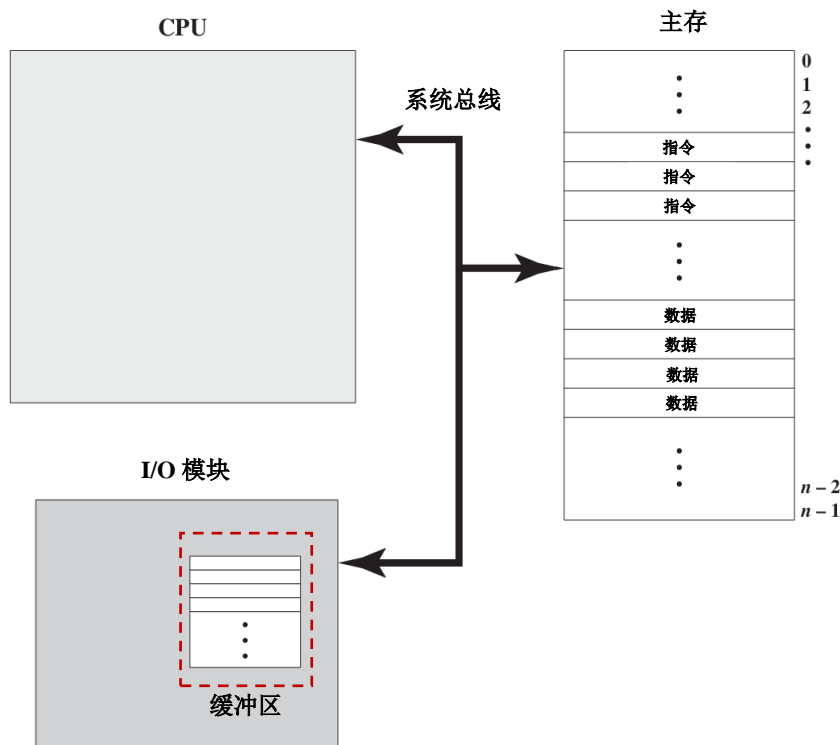 CPU
主存
系统总线
0
1
2
指令
指令
指令
数据
数据
数据
数据
n – 2
n – 1
I/O 模块
缓冲区